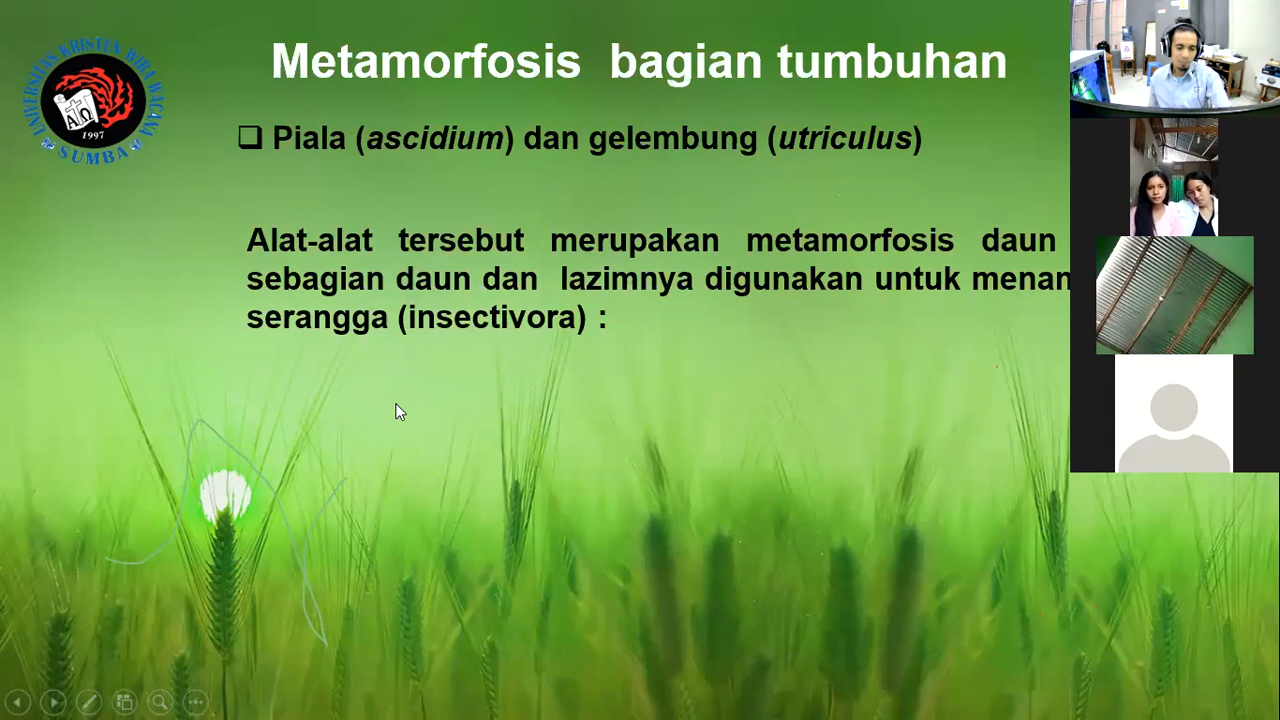 UNIVERSITAS KRISTEN WIRA WACANA
SUMBA
AΩ
1997
Metamorfosis bagian tumbuhan
Piala (ascidium) dan gelembung (utriculus)
Alat-alat tersebut merupakan metamorfosis daun
sebagian daun dan lazimnya digunakan untuk
serangga (insectivora) :